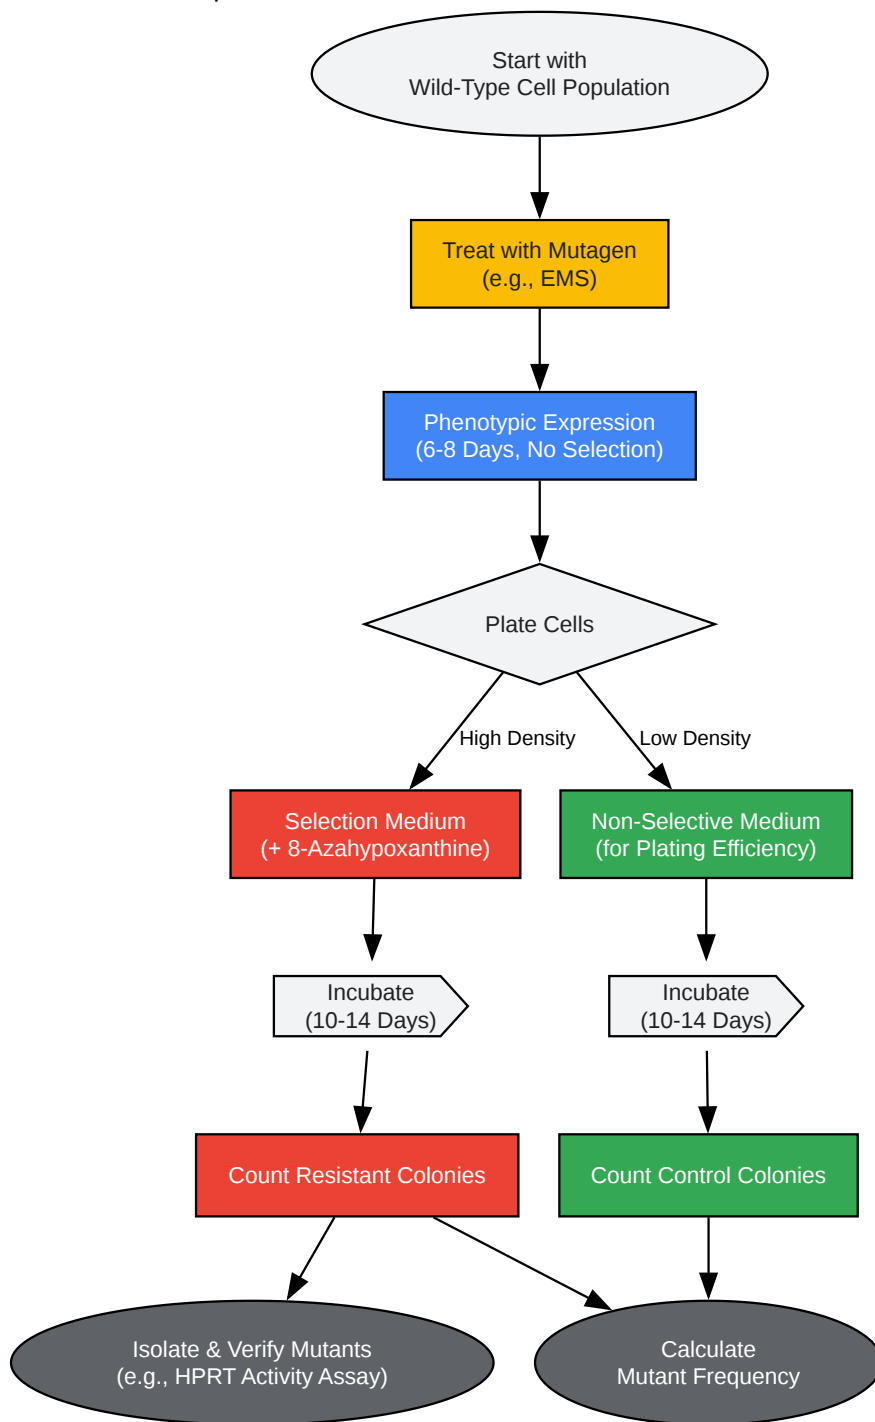 Start with
Wild-Type Cell Population
Treat with Mutagen
(e.g., EMS)
Phenotypic Expression
(6-8 Days, No Selection)
Plate Cells
High Density
Low Density
Selection Medium
(+ 8-Azahypoxanthine)
Non-Selective Medium
(for Plating Efficiency)
Incubate
(10-14 Days)
Incubate
(10-14 Days)
Count Resistant Colonies
Count Control Colonies
Isolate & Verify Mutants
(e.g., HPRT Activity Assay)
Calculate
Mutant Frequency